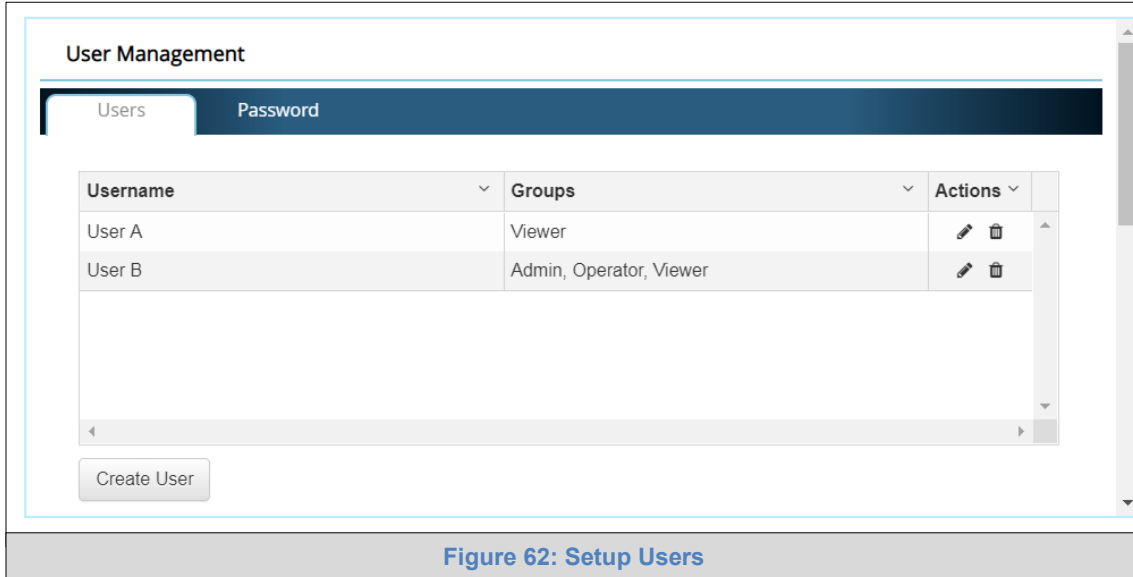 User Management
Users Password
Username Groups Actions
User A Viewer
User B Admin, Operator, Viewer
Create User
Figure 62: Setup Users